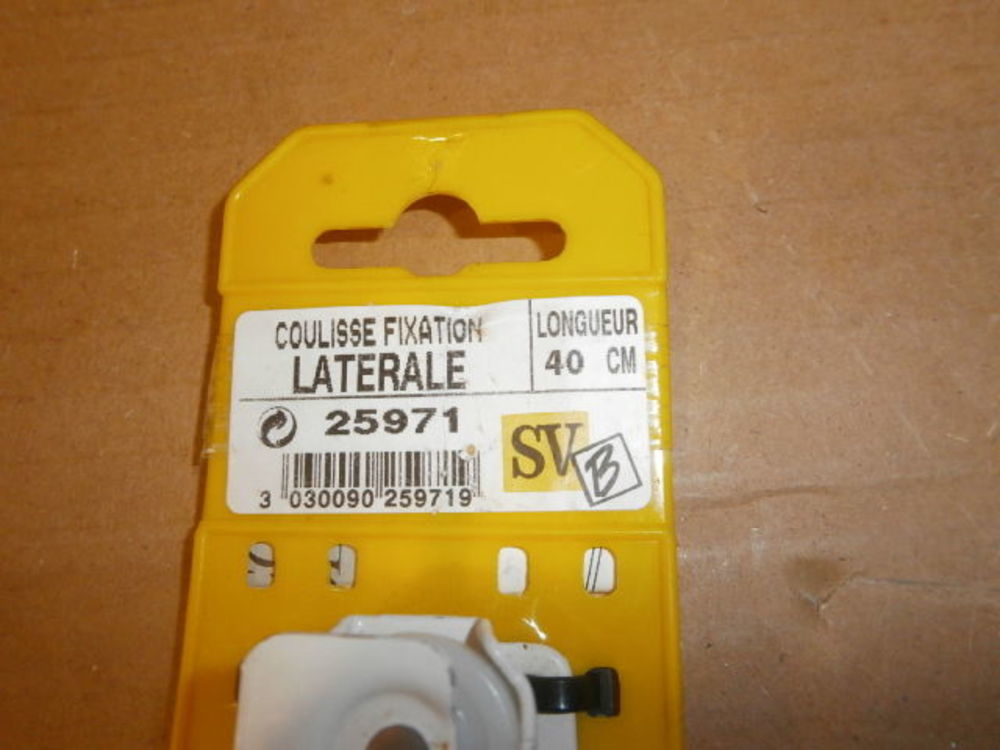 COULISSE FIXATION
LATERALE
LONGUEUR
40 CM
25971
SV B
3 030090 259719